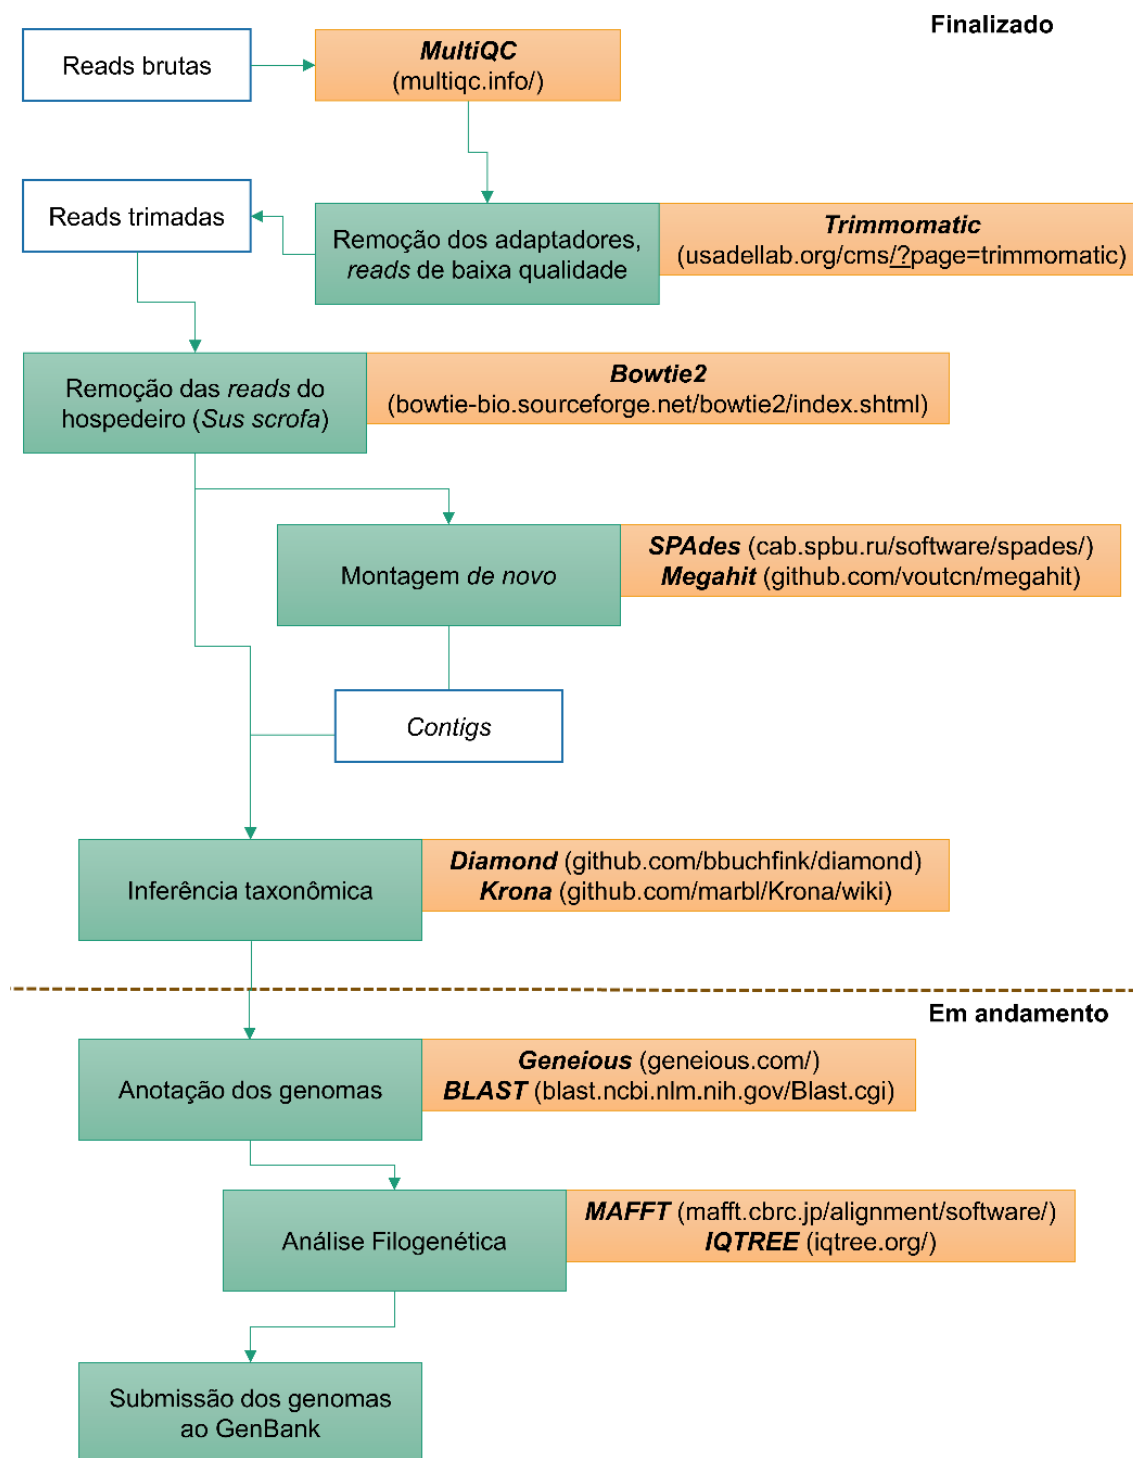 Finalizado
Reads brutas
MultiQC
(multiqc.info/)
Reads trimadas
Remoção dos adaptadores,
reads de baixa qualidade
Trimmomatic
(usadellab.org/cms/?page=trimmomatic)
Remoção das reads do
hospedeiro (Sus scrofa)
Bowtie2
(bowtie-bio.sourceforge.net/bowtie2/index.shtml)
Montagem de novo
SPAdes (cab.spbu.ru/software/spades/)
Megahit (github.com/voutcn/megahit)
Contigs
Inferência taxonômica
Diamond (github.com/bbuchfink/diamond)
Krona (github.com/marbl/Krona/wiki)
Em andamento
Anotação dos genomas
Geneious (geneious.com/)
BLAST (blast.ncbi.nlm.nih.gov/Blast.cgi)
Análise Filogenética
MAFFT (mafft.cbrc.jp/alignment/software/)
IQTREE (iqtree.org/)
Submissão dos genomas
ao GenBank